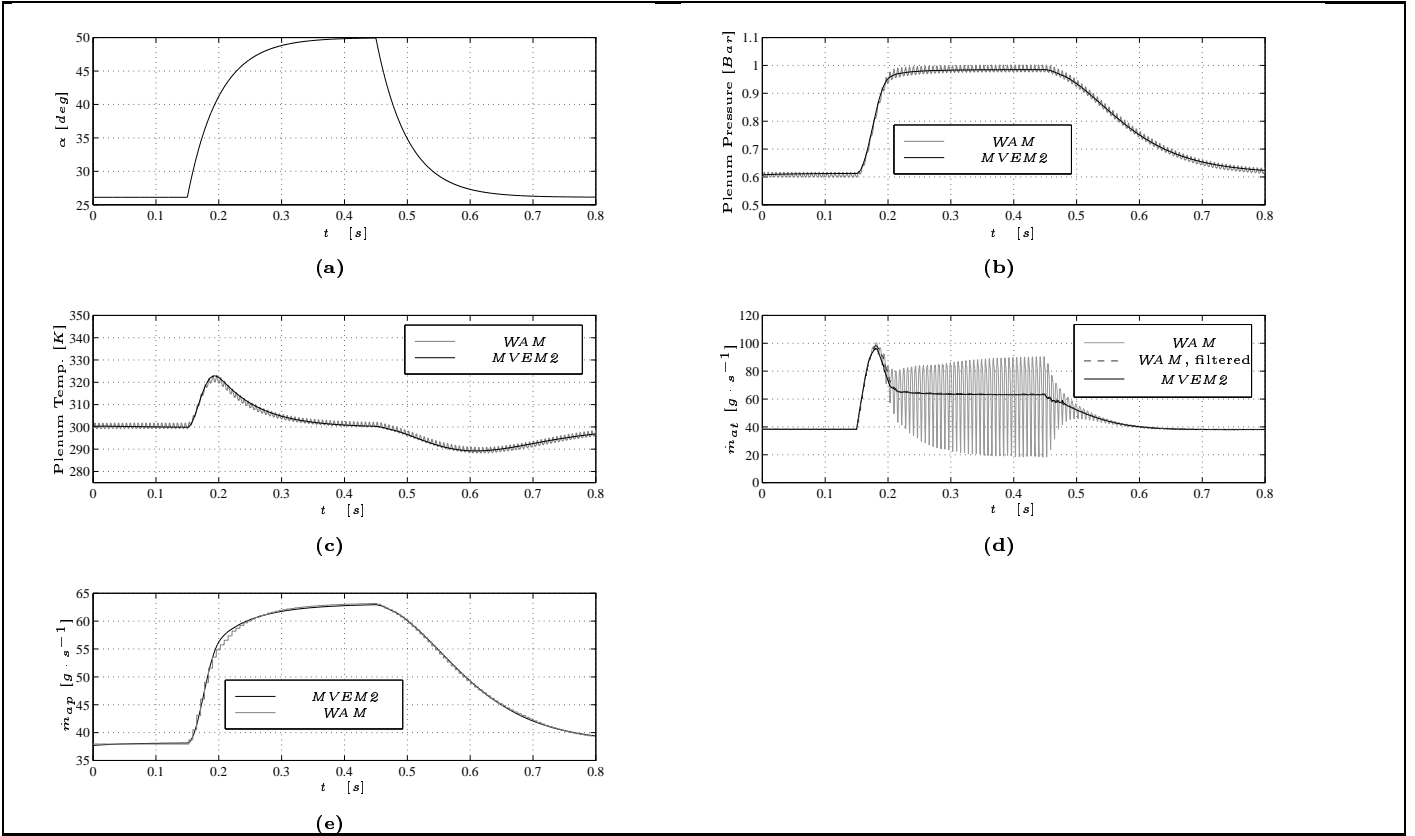 50
45
40
35
30
25
α [deg]
0 0.1 0.2 0.3 0.4 0.5 0.6 0.7 0.8
t [s]
(a)
1.1
1
0.9
0.8
0.7
0.6
0.5
Plenum Pressure [Bar]
WAM
MVEM2
0 0.1 0.2 0.3 0.4 0.5 0.6 0.7 0.8
t [s]
(b)
350
340
330
320
310
300
290
280
Plenum Temp. [K]
WAM
MVEM2
0 0.1 0.2 0.3 0.4 0.5 0.6 0.7 0.8
t [s]
(c)
120
100
80
60
40
20
0
ṁat [g · s−1]
WAM
WAM, filtered
MVEM2
0 0.1 0.2 0.3 0.4 0.5 0.6 0.7 0.8
t [s]
(d)
65
60
55
50
45
40
35
ṁap [g · s−1]
MVEM2
WAM
0 0.1 0.2 0.3 0.4 0.5 0.6 0.7 0.8
t [s]
(e)